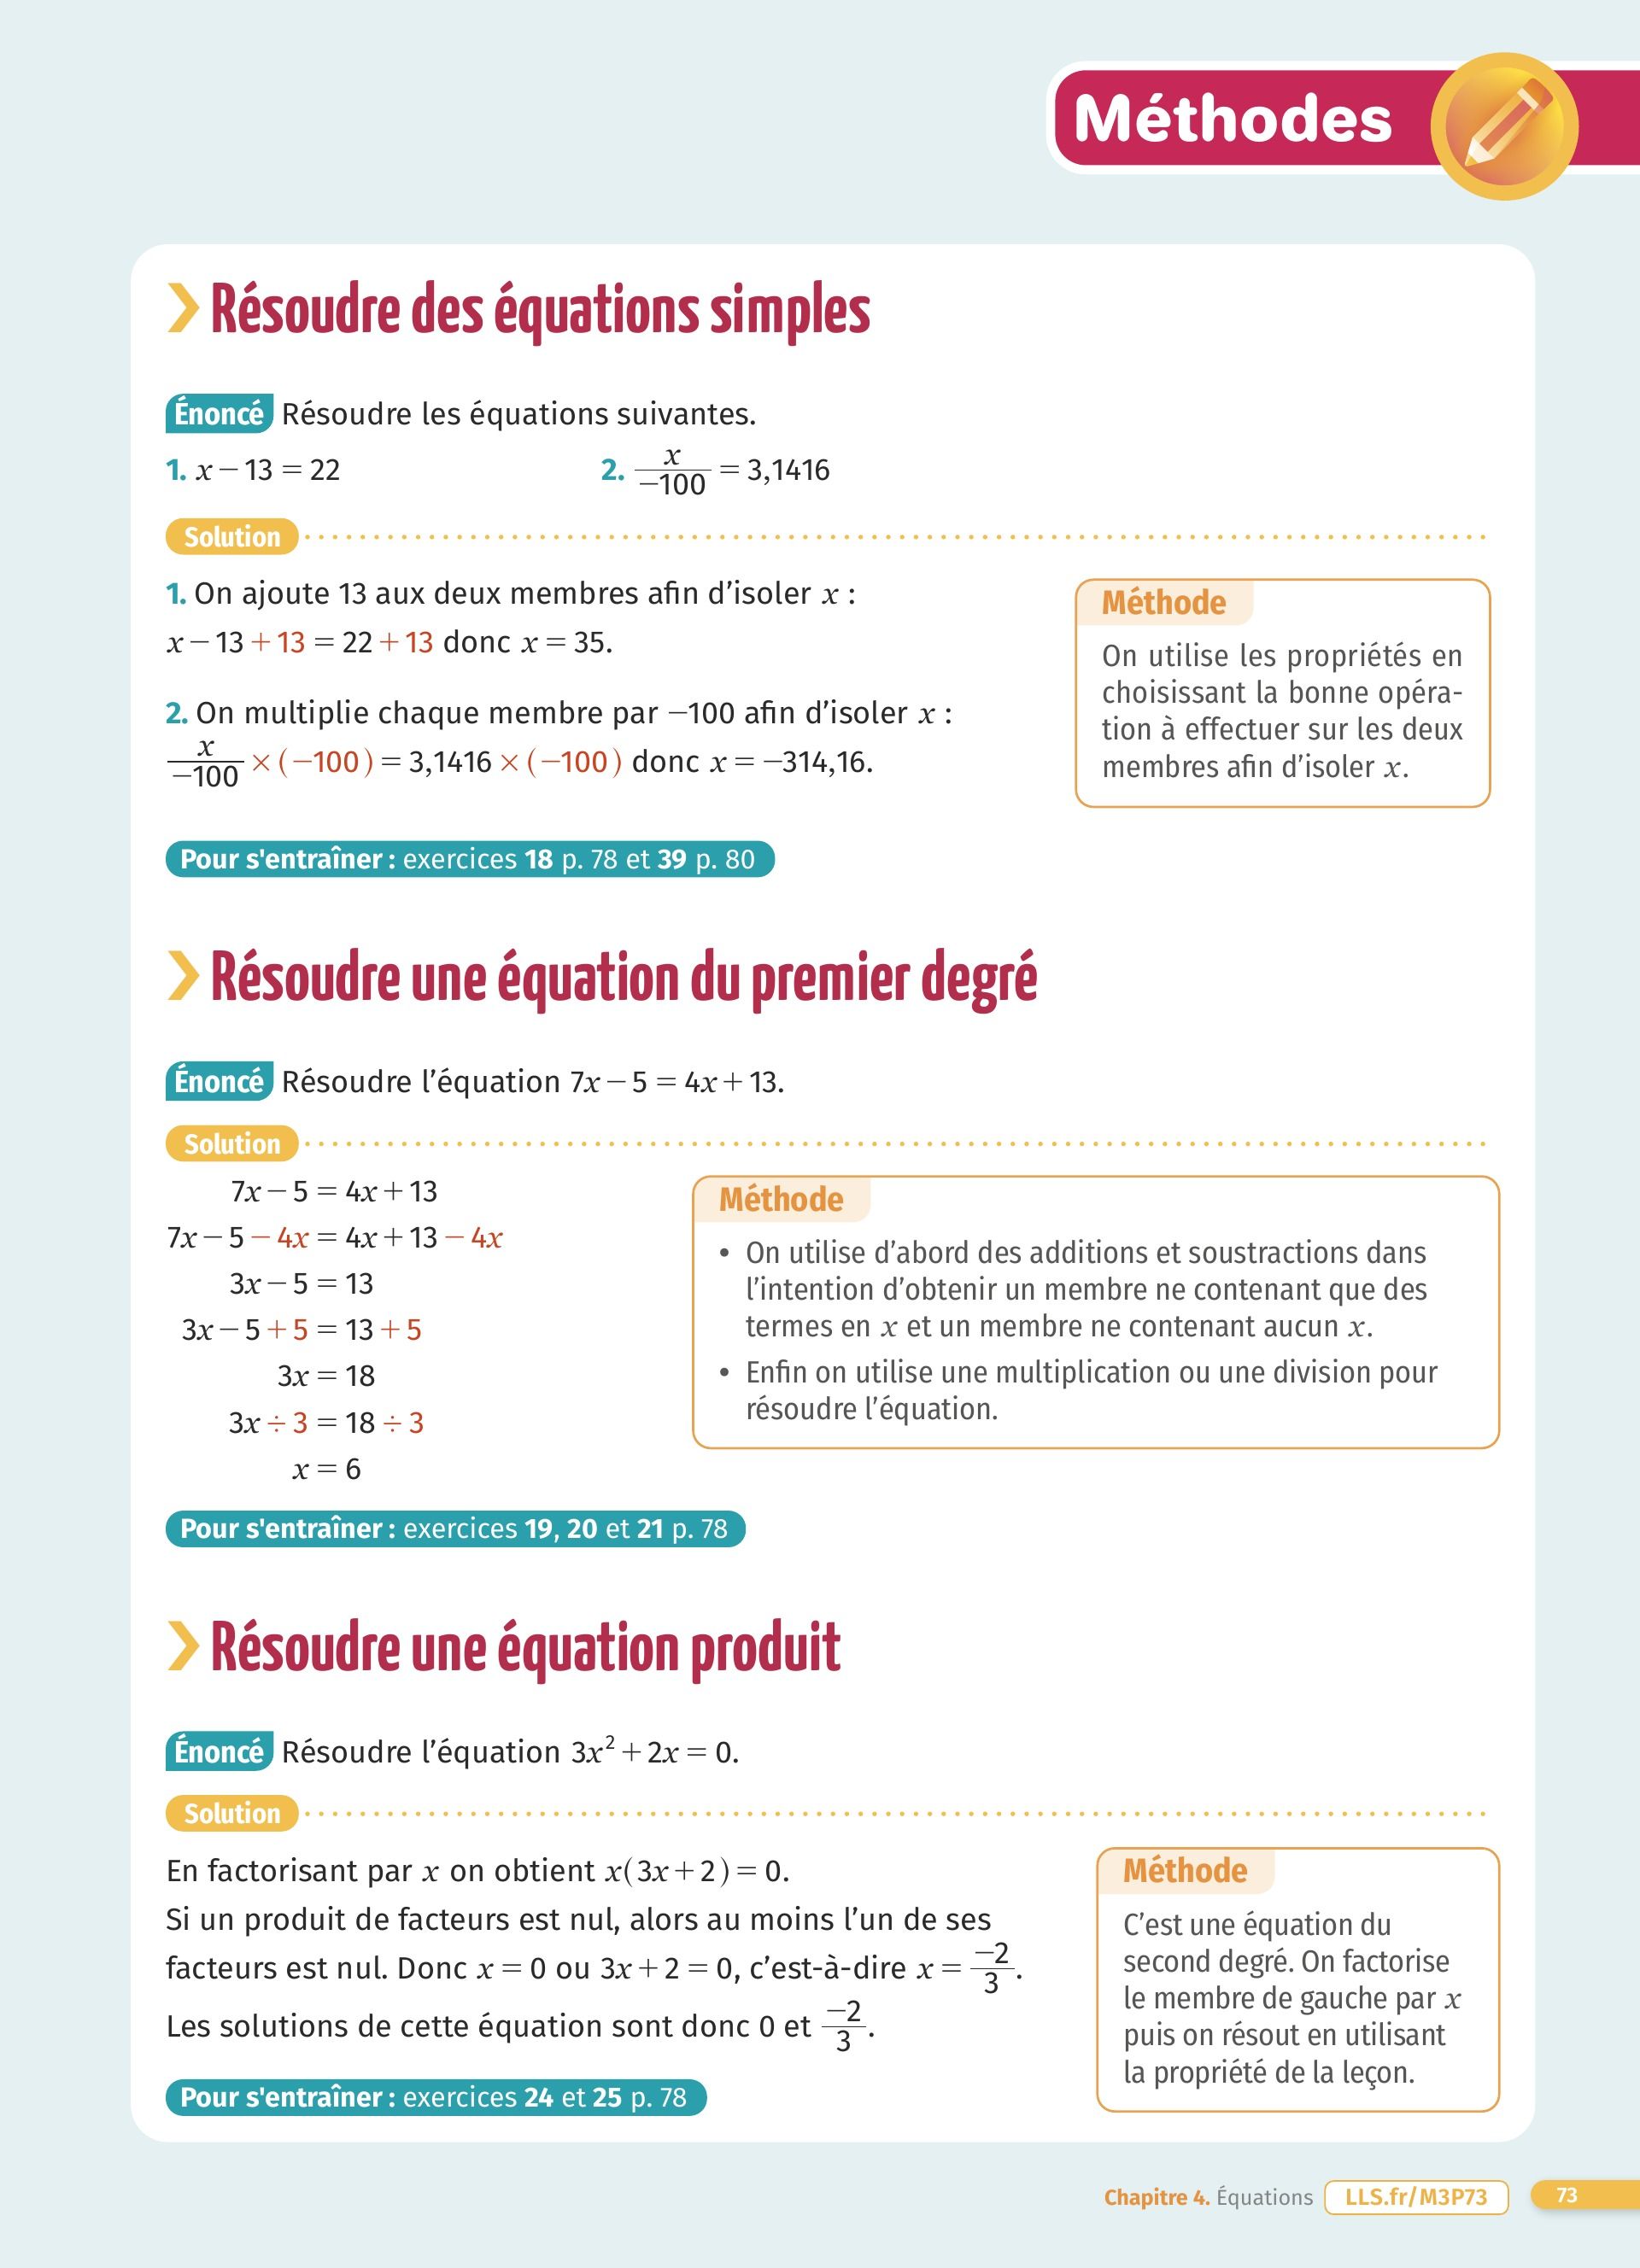 Méthodes
Résoudre des équations simples
Énoncé Résoudre les équations suivantes.
1. x − 13 = 22    2. x/−100 = 3,1416
Solution
1. On ajoute 13 aux deux membres afin d’isoler x :
x − 13 + 13 = 22 + 13 donc x = 35.
2. On multiplie chaque membre par −100 afin d’isoler x :
x/−100 × (−100) = 3,1416 × (−100) donc x = −314,16.
Méthode
On utilise les propriétés en
choisissant la bonne opéra-
tion à effectuer sur les deux
membres afin d’isoler x.
Pour s'entraîner : exercices 18 p. 78 et 39 p. 80
Résoudre une équation du premier degré
Énoncé Résoudre l’équation 7x − 5 = 4x + 13.
Solution
7x − 5 = 4x + 13
7x − 5 − 4x = 4x + 13 − 4x
3x − 5 = 13
3x − 5 + 5 = 13 + 5
3x = 18
3x ÷ 3 = 18 ÷ 3
x = 6
Méthode
• On utilise d’abord des additions et soustractions dans
l’intention d’obtenir un membre ne contenant que des
termes en x et un membre ne contenant aucun x.
• Enfin on utilise une multiplication ou une division pour
résoudre l’équation.
Pour s'entraîner : exercices 19, 20 et 21 p. 78
Résoudre une équation produit
Énoncé Résoudre l’équation 3x² + 2x = 0.
Solution
En factorisant par x on obtient x(3x + 2) = 0.
Si un produit de facteurs est nul, alors au moins l’un de ses
facteurs est nul. Donc x = 0 ou 3x + 2 = 0, c’est-à-dire x = −2/3.
Les solutions de cette équation sont donc 0 et −2/3.
Méthode
C’est une équation du
second degré. On factorise
le membre de gauche par x
puis on résout en utilisant
la propriété de la leçon.
Pour s'entraîner : exercices 24 et 25 p. 78
Chapitre 4. Équations LLS.fr/M3P73 73